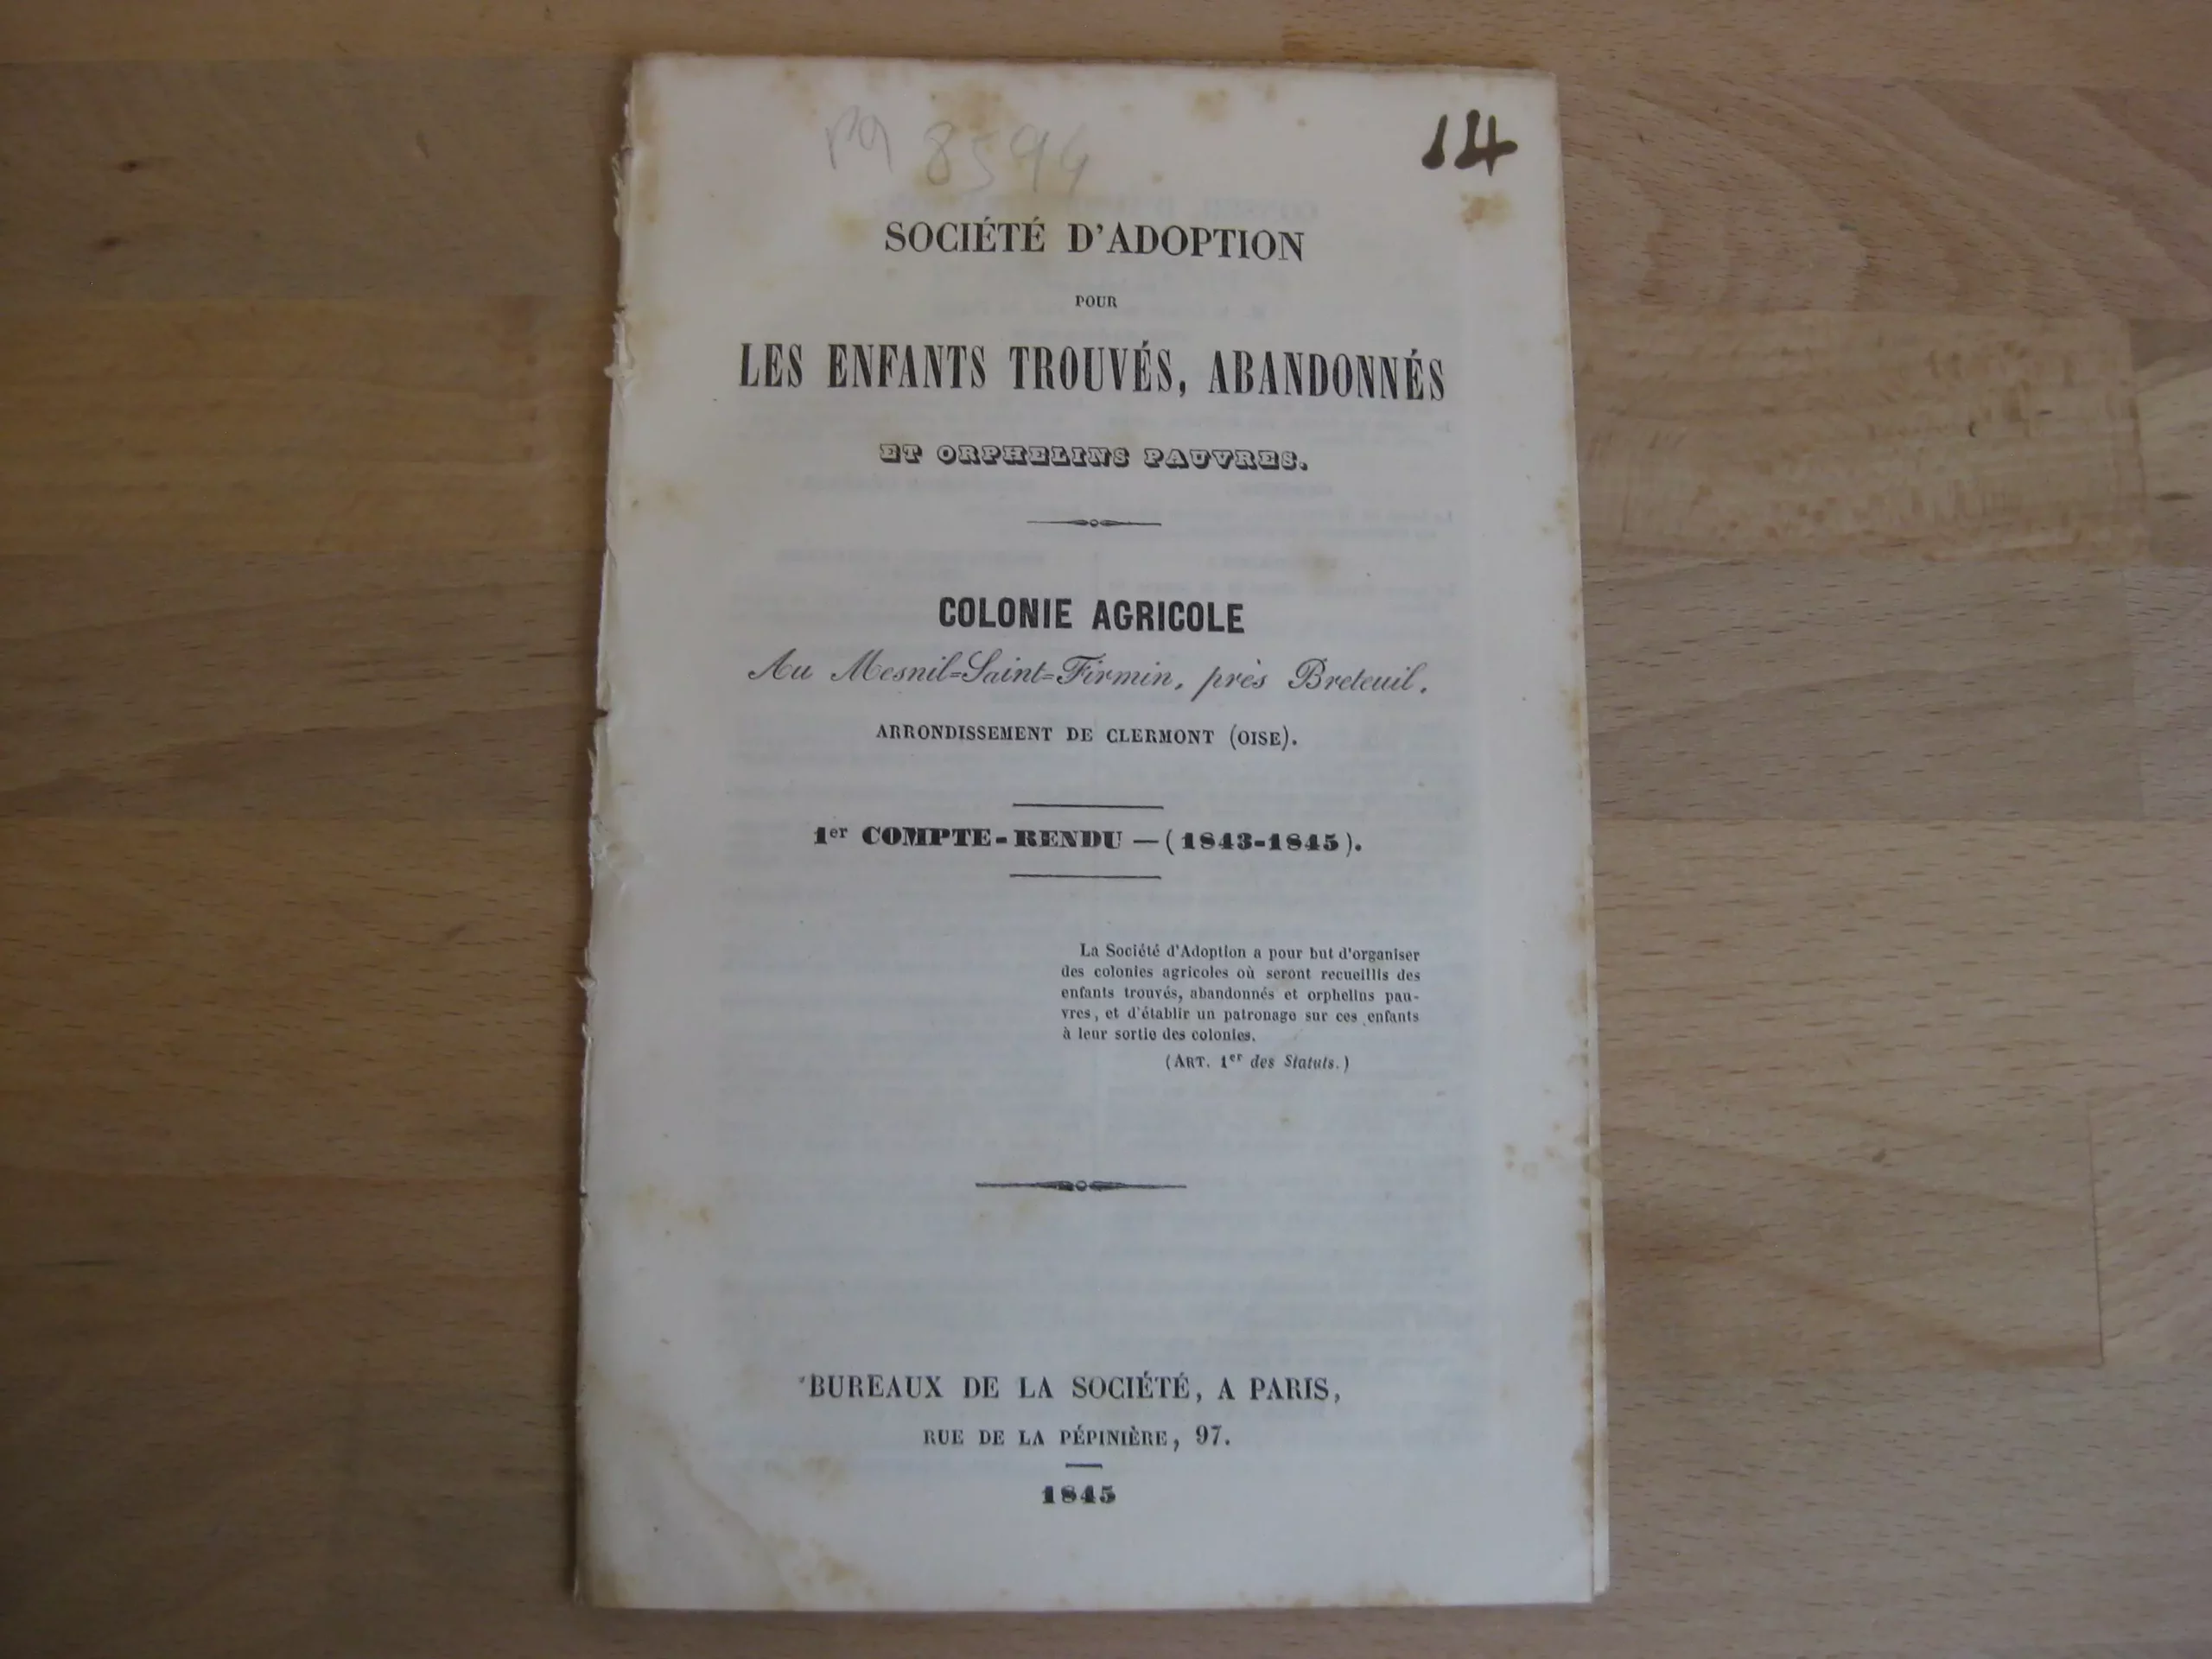 14
SOCIÉTÉ D'ADOPTION
POUR
LES ENFANTS TROUVÉS, ABANDONNÉS
ET ORPHELINS PAUVRES.
COLONIE AGRICOLE
Au Mesnil-Saint-Firmin, près Breteuil,
ARRONDISSEMENT DE CLERMONT (OISE).
1er COMPTE-RENDU — (1843-1845).
La Société d'Adoption a pour but d'organiser
des colonies agricoles où seront recueillis des
enfants trouvés, abandonnés et orphelins pau-
vres, et d'établir un patronage sur ces enfants
à leur sortie des colonies.
(ART. 1er des Statuts.)
BUREAUX DE LA SOCIÉTÉ, A PARIS,
RUE DE LA PÉPINIÈRE, 97.
1845